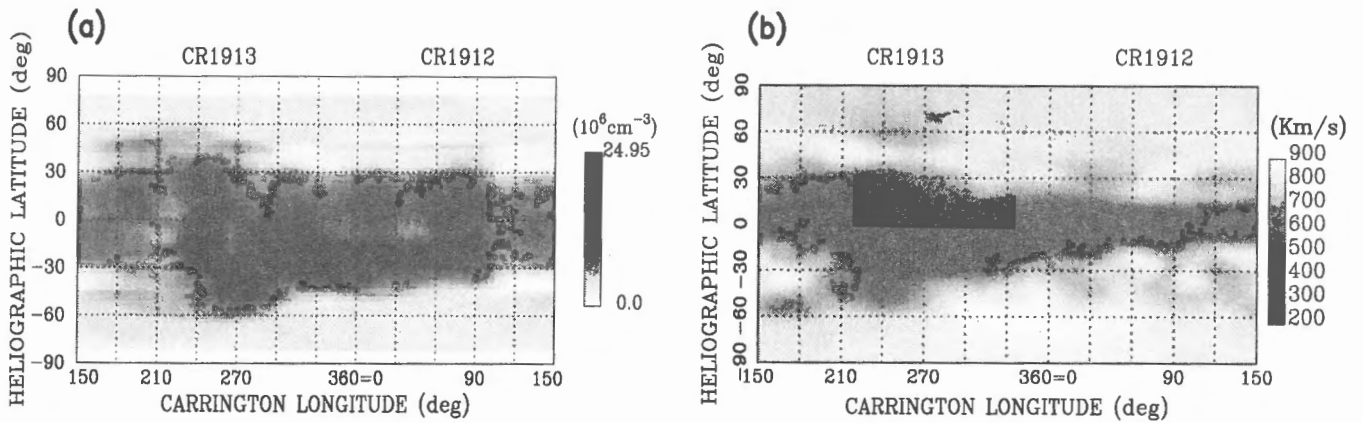 (a)
CR1913 CR1912
HELIOGRAPHIC LATITUDE (deg)
90
60
30
0
-30
-60
-90
150 210 270 360=0 90 150
CARRINGTON LONGITUDE (deg)
(10⁶cm⁻³)
24.95
0.0
(b)
CR1913 CR1912
HELIOGRAPHIC LATITUDE (deg)
90
60
30
0
-30
-60
-90
150 210 270 360=0 90 150
CARRINGTON LONGITUDE (deg)
(Km/s)
900
800
700
600
500
400
300
200